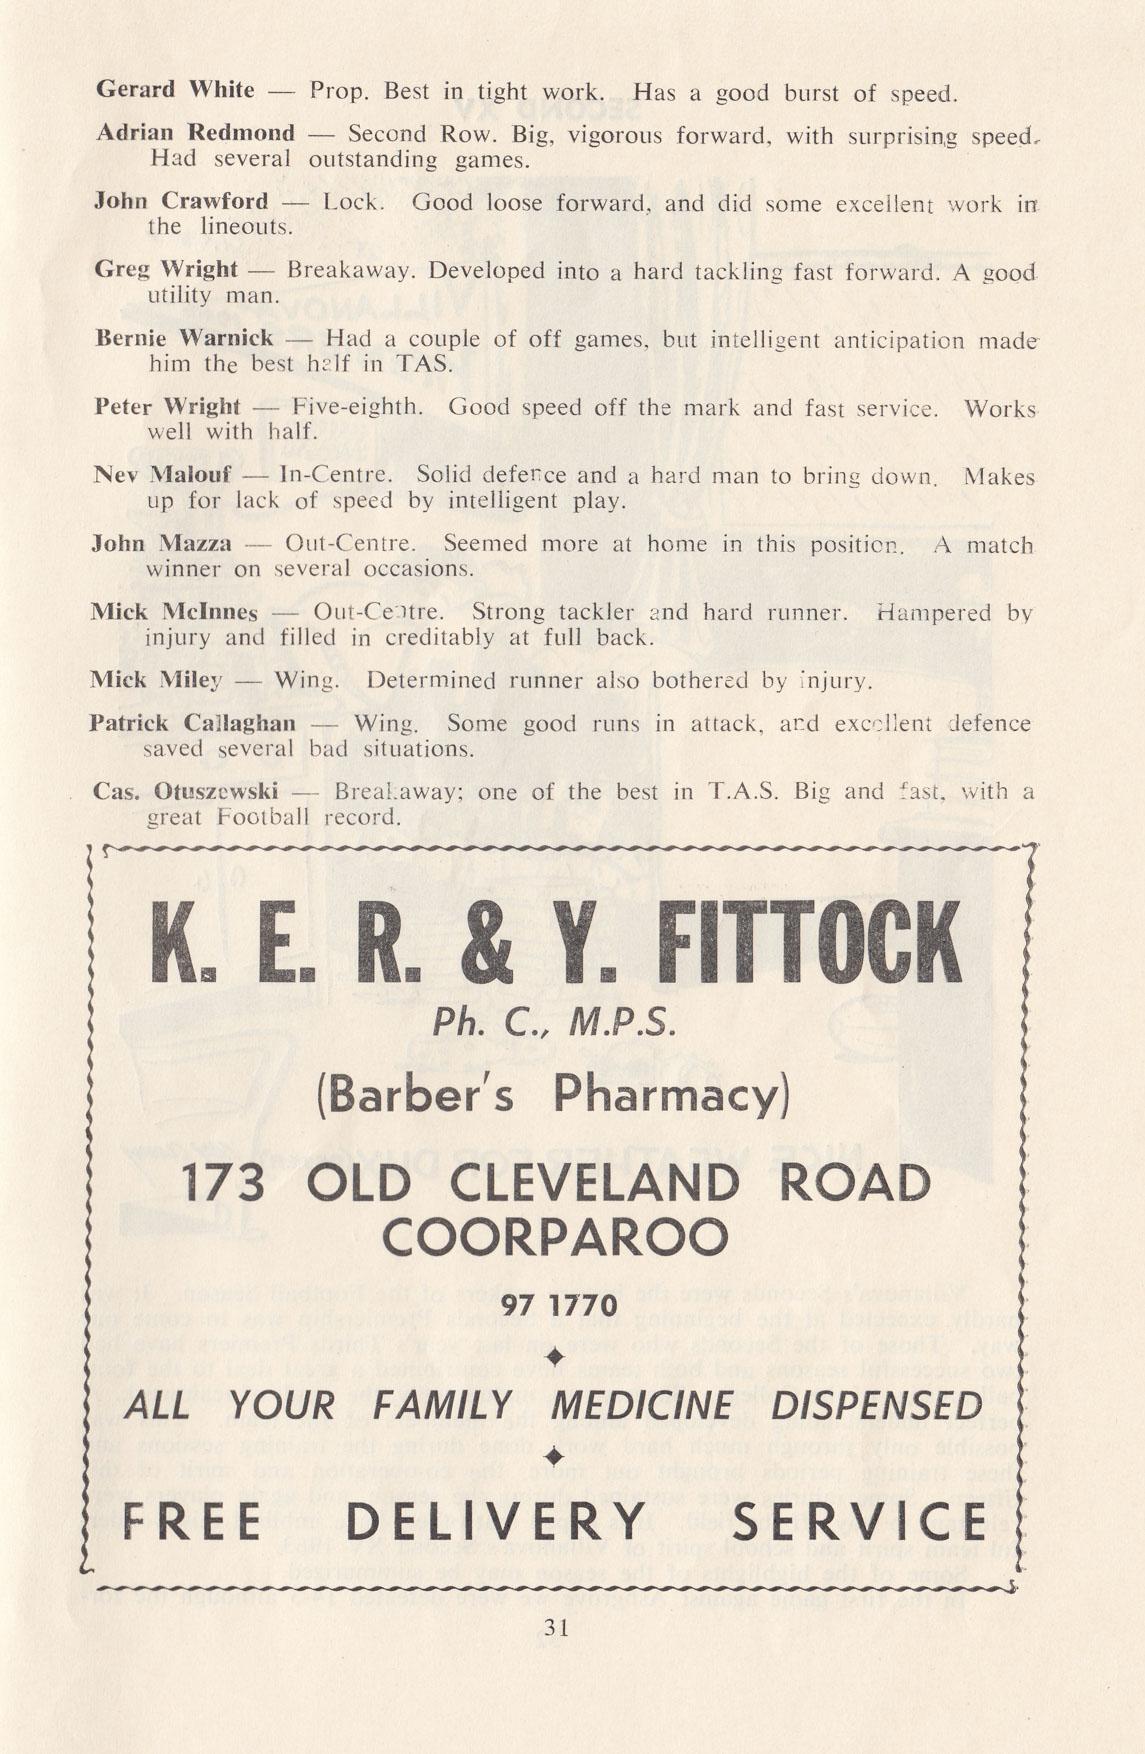 Gerard White — Prop. Best in tight work. Has a good burst of speed.
Adrian Redmond — Second Row. Big, vigorous forward, with surprising speed.
Had several outstanding games.
John Crawford — Lock. Good loose forward, and did some excellent work in
the lineouts.
Greg Wright — Breakaway. Developed into a hard tackling fast forward. A good
utility man.
Bernie Warnick — Had a couple of off games, but intelligent anticipation made
him the best half in TAS.
Peter Wright — Five-eighth. Good speed off the mark and fast service. Works
well with half.
Nev Malouf — In-Centre. Solid defence and a hard man to bring down. Makes
up for lack of speed by intelligent play.
John Mazza — Out-Centre. Seemed more at home in this position. A match
winner on several occasions.
Mick McInnes — Out-Centre. Strong tackler and hard runner. Hampered by
injury and filled in creditably at full back.
Mick Miley — Wing. Determined runner also bothered by injury.
Patrick Callaghan — Wing. Some good runs in attack, and excellent defence
saved several bad situations.
Cas. Otuszewski — Breakaway; one of the best in T.A.S. Big and fast, with a
great Football record.
K. E. R. & Y. FITTOCK
Ph. C., M.P.S.
(Barber's Pharmacy)
173 OLD CLEVELAND ROAD
COORPAROO
97 1770
ALL YOUR FAMILY MEDICINE DISPENSED
FREE DELIVERY SERVICE
31